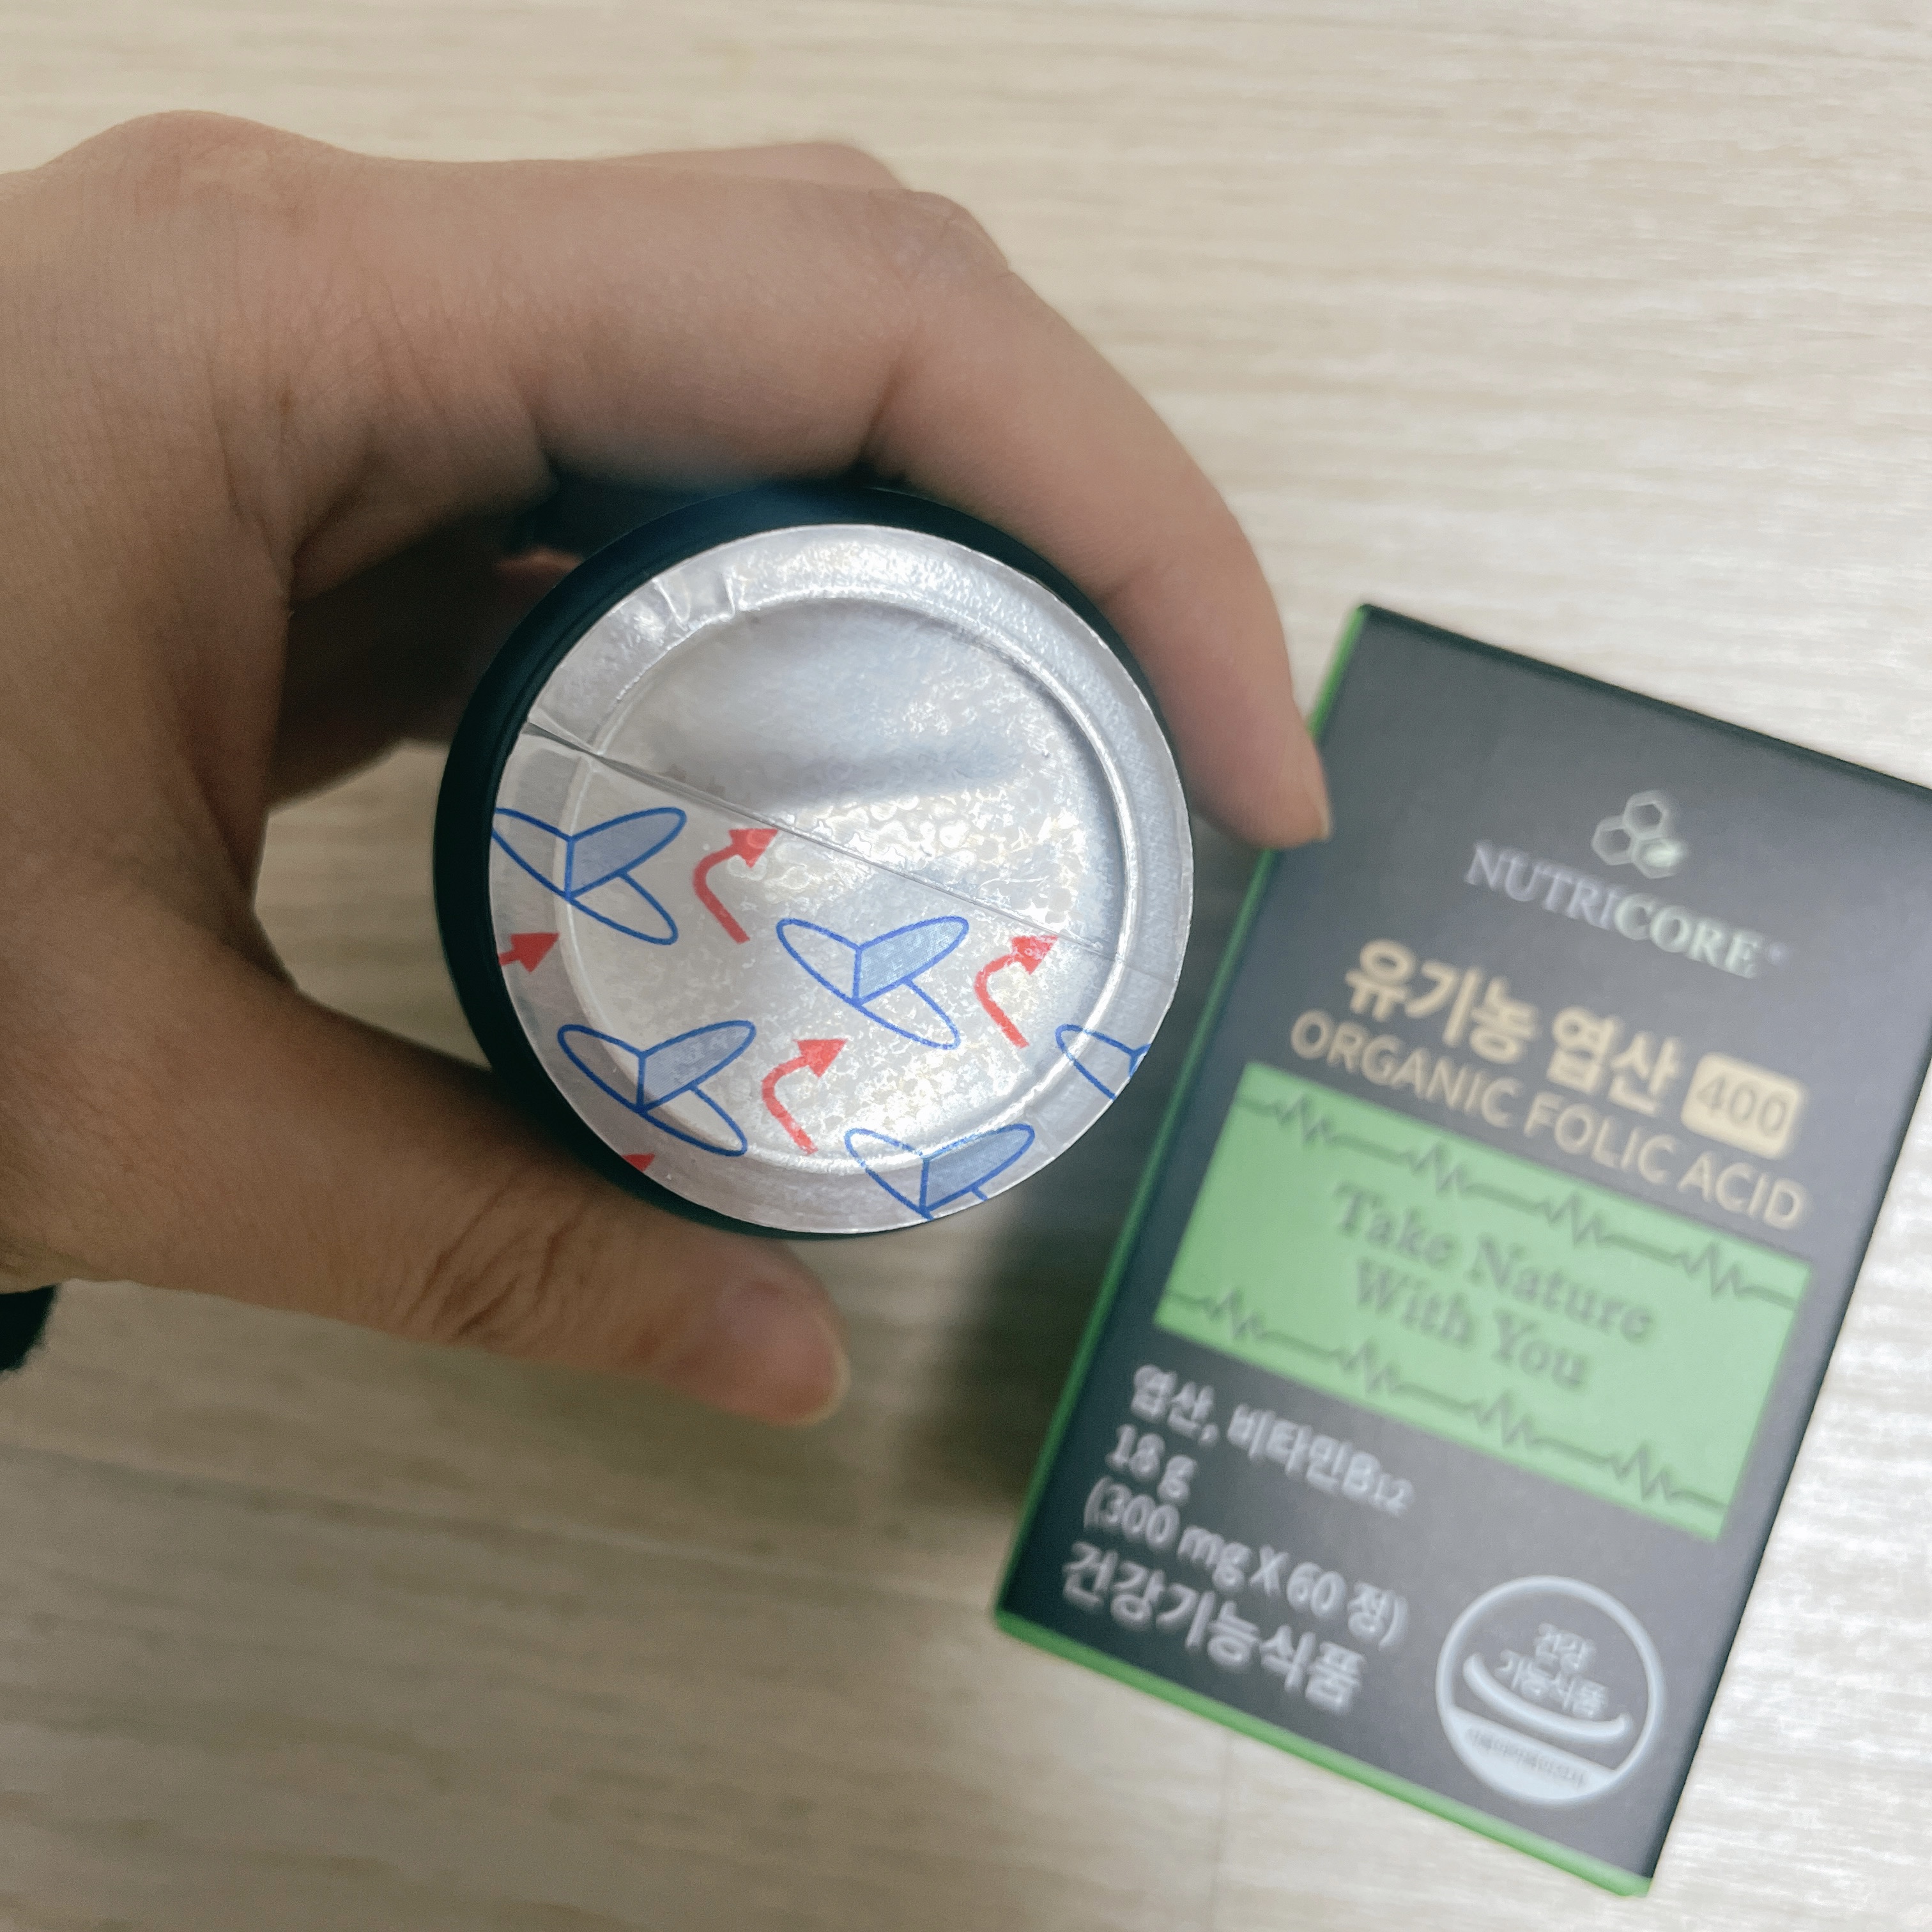 NUTRICORE
유기농 엽산 400
ORGANIC FOLIC ACID
Take Nature
With You
엽산, 비타민B12
18 g
(300 mg X 60 정)
건강기능식품
건강
기능식품